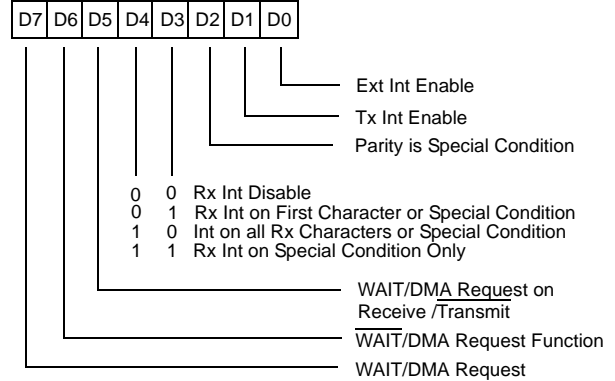 D7 D6 D5 D4 D3 D2 D1 D0
Ext Int Enable
Tx Int Enable
Parity is Special Condition
0 0 Rx Int Disable
0 1 Rx Int on First Character or Special Condition
1 0 Int on all Rx Characters or Special Condition
1 1 Rx Int on Special Condition Only
WAIT/DMA Request on
Receive /Transmit
WAIT/DMA Request Function
WAIT/DMA Request